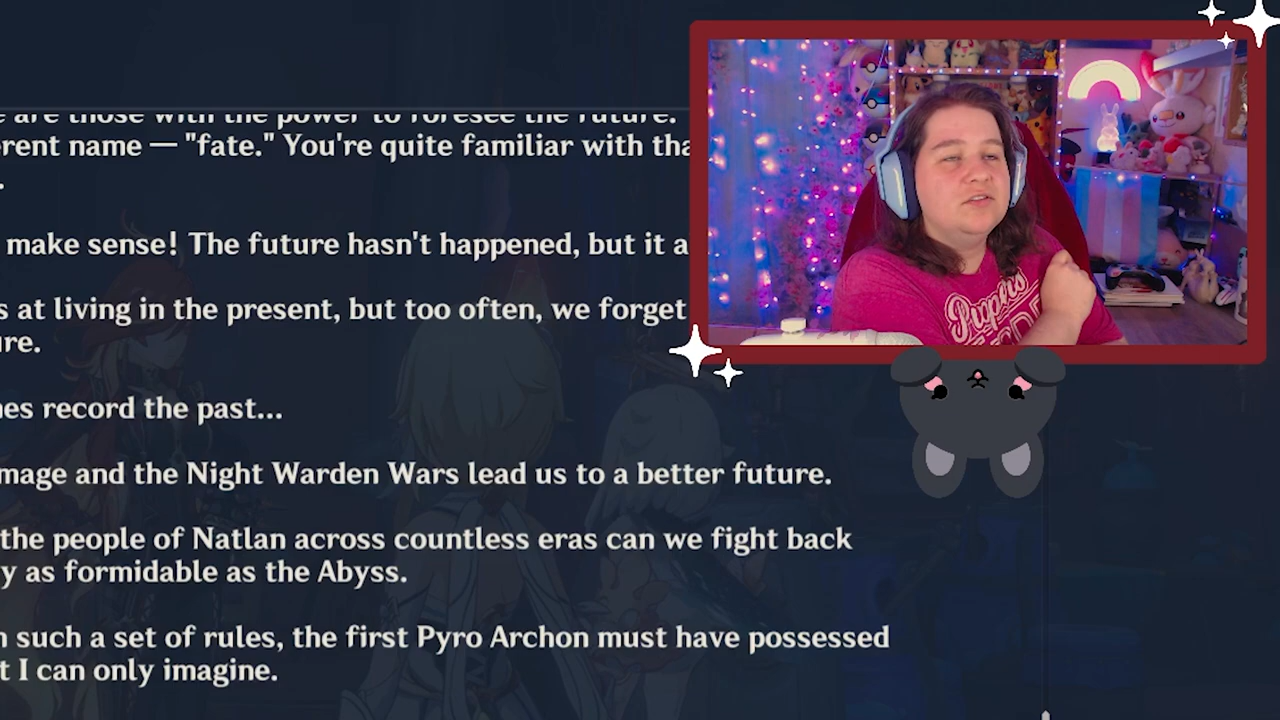 e are those with the power to foresee the future.
rent name — "fate." You're quite familiar with tha
.
make sense! The future hasn't happened, but it a
s at living in the present, but too often, we forget
ure.
nes record the past...
mage and the Night Warden Wars lead us to a better future.
the people of Natlan across countless eras can we fight back
y as formidable as the Abyss.
n such a set of rules, the first Pyro Archon must have possessed
t I can only imagine.